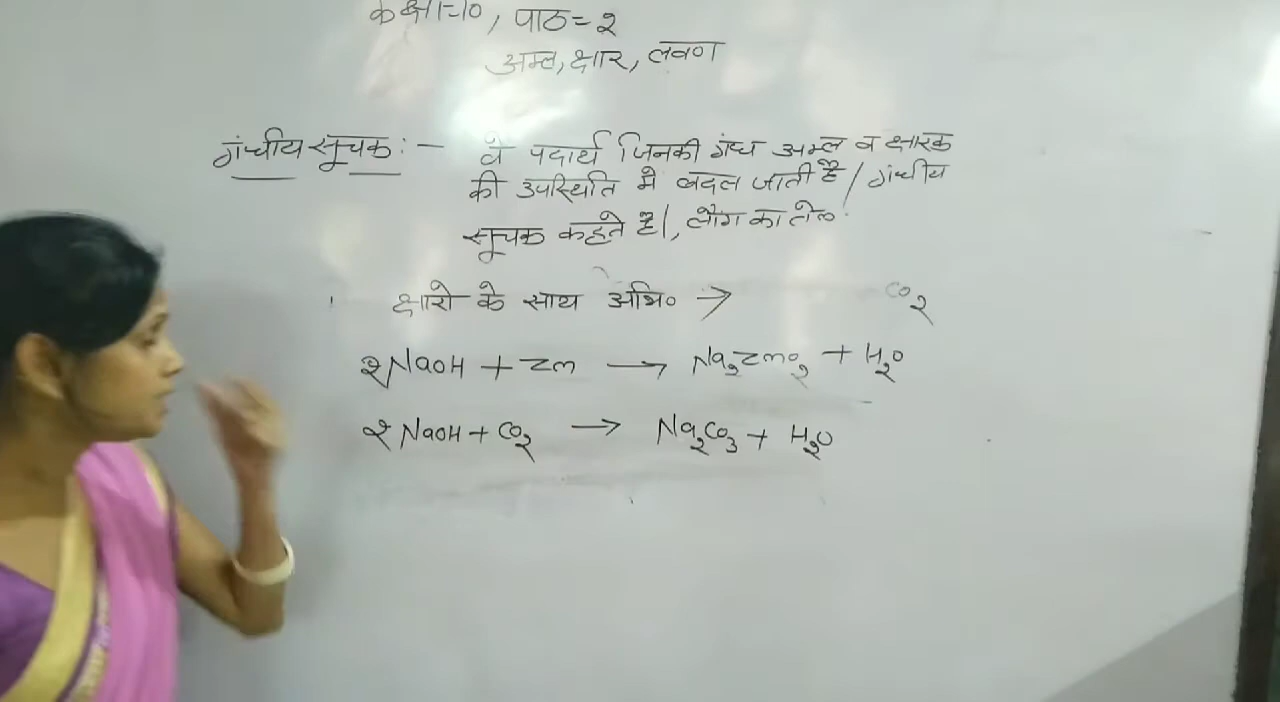 कक्षा=10, पाठ=2
अम्ल, क्षार, लवण
गंधीय सूचक :- वे पदार्थ जिनकी गंध अम्ल व क्षारक
की उपस्थिति मे बदल जाती है / गंधीय
सूचक कहते है।, लौंग का तेल
क्षारो के साथ अभि० → CO2
2NaOH + Zn → Na2ZnO2 + H2O
2NaOH + CO2 → Na2CO3 + H2O